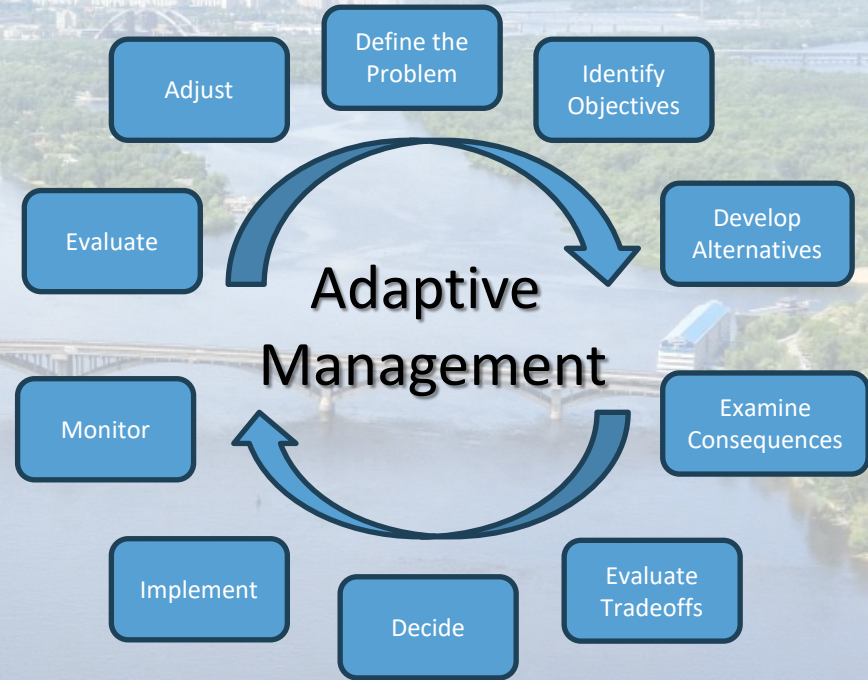 Define the
Problem
Identify
Objectives
Develop
Alternatives
Examine
Consequences
Evaluate
Tradeoffs
Decide
Implement
Monitor
Evaluate
Adjust
Adaptive
Management